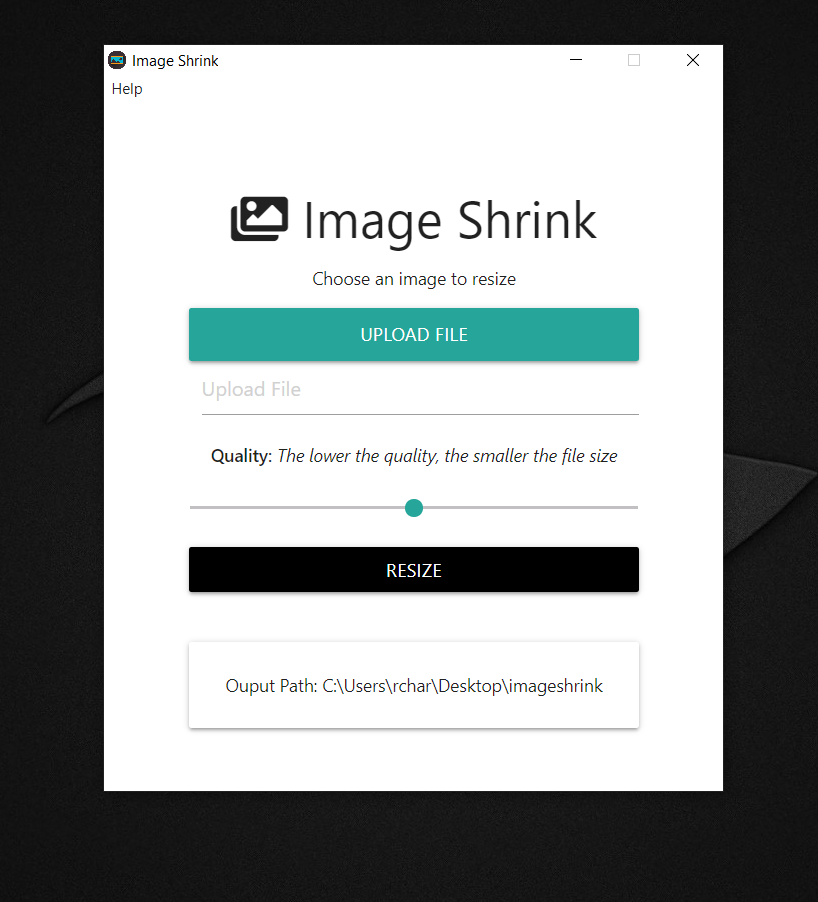 Image Shrink
Help
Image Shrink
Choose an image to resize
UPLOAD FILE
Upload File
Quality: The lower the quality, the smaller the file size
RESIZE
Ouput Path: C:\Users\rchar\Desktop\imageshrink